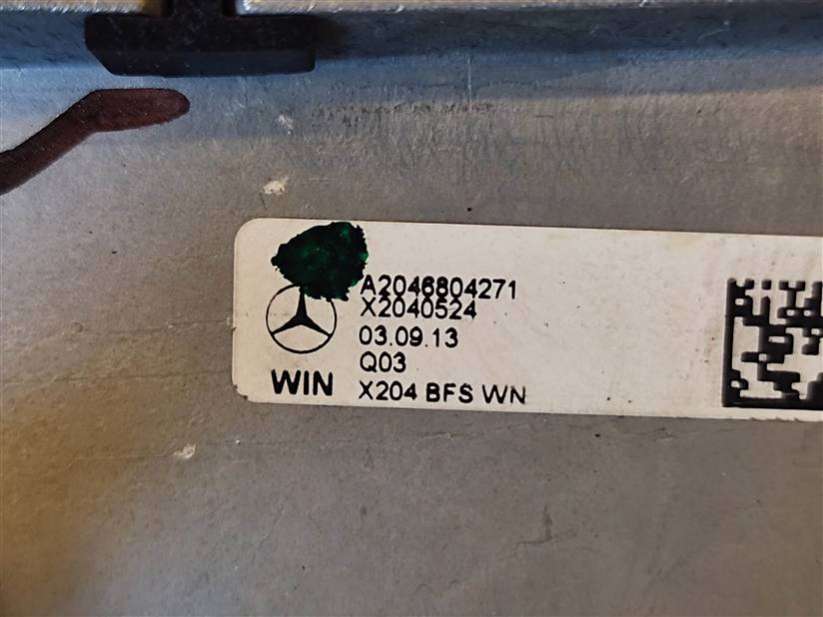 A2046804271
X2040524
03.09.13
Q03
WIN X204 BFS WN